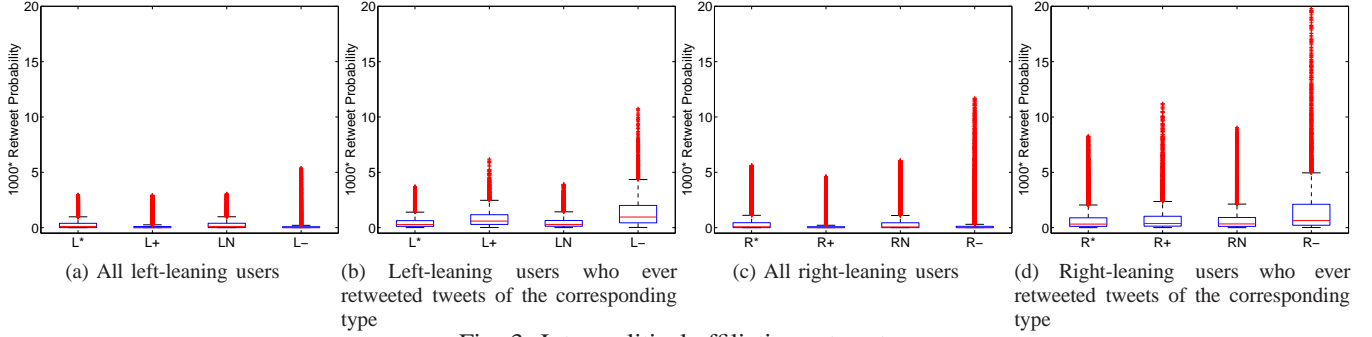 20
15
10
5
0
1000* Retweet Probability
L* L+ LN L−
(a) All left-leaning users
20
15
10
5
0
1000* Retweet Probability
L* L+ LN L−
(b) Left-leaning users who ever
retweeted tweets of the corresponding
type
20
15
10
5
0
1000* Retweet Probability
R* R+ RN R−
(c) All right-leaning users
20
15
10
5
0
1000* Retweet Probability
R* R+ RN R−
(d) Right-leaning users who ever
retweeted tweets of the corresponding
type